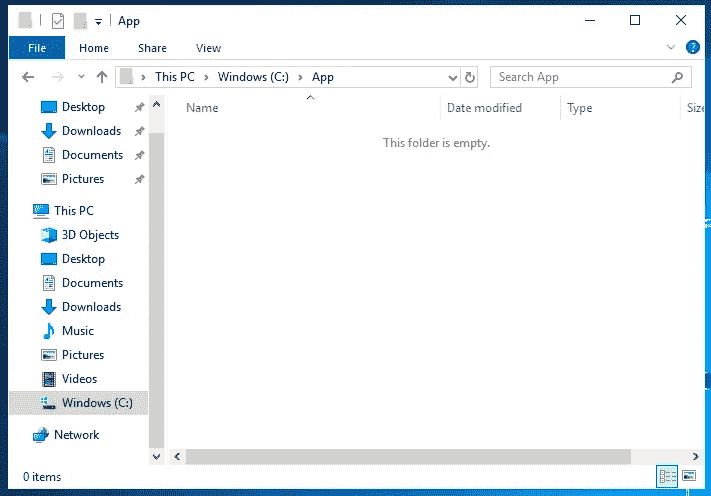 App
File Home Share View
This PC Windows (C:) App Search App
Name Date modified Type Size
This folder is empty.
Desktop
Downloads
Documents
Pictures
This PC
3D Objects
Desktop
Documents
Downloads
Music
Pictures
Videos
Windows (C:)
Network
0 items